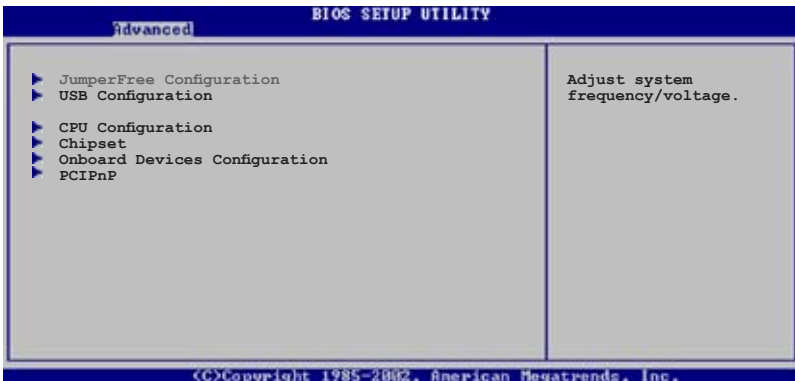 BIOS SETUP UTILITY
Advanced
JumperFree Configuration
USB Configuration
CPU Configuration
Chipset
Onboard Devices Configuration
PCIPnP
Adjust system
frequency/voltage.
(C)Copyright 1985-2002, American Megatrends, Inc.